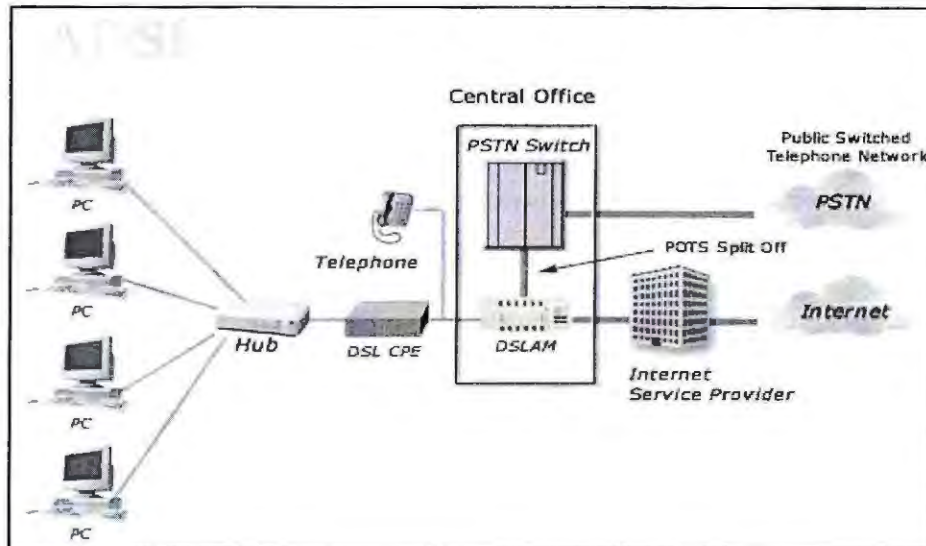 Central Office
PSTN Switch
Public Switched
Telephone Network
PC
PSTN
Telephone
POTS Split Off
PC
Internet
Hub
DSL CPE
DSLAM
Internet
Service Provider
PC
PC